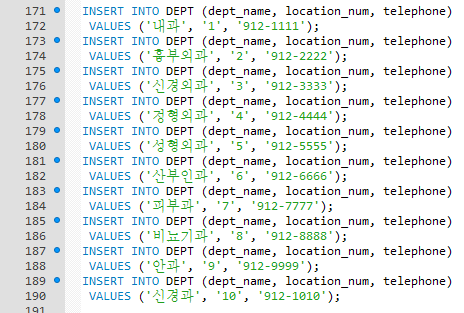 171 INSERT INTO DEPT (dept_name, location_num, telephone)
172 VALUES ('내과', '1', '912-1111');
173 INSERT INTO DEPT (dept_name, location_num, telephone)
174 VALUES ('흉부외과', '2', '912-2222');
175 INSERT INTO DEPT (dept_name, location_num, telephone)
176 VALUES ('신경외과', '3', '912-3333');
177 INSERT INTO DEPT (dept_name, location_num, telephone)
178 VALUES ('정형외과', '4', '912-4444');
179 INSERT INTO DEPT (dept_name, location_num, telephone)
180 VALUES ('성형외과', '5', '912-5555');
181 INSERT INTO DEPT (dept_name, location_num, telephone)
182 VALUES ('산부인과', '6', '912-6666');
183 INSERT INTO DEPT (dept_name, location_num, telephone)
184 VALUES ('피부과', '7', '912-7777');
185 INSERT INTO DEPT (dept_name, location_num, telephone)
186 VALUES ('비뇨기과', '8', '912-8888');
187 INSERT INTO DEPT (dept_name, location_num, telephone)
188 VALUES ('안과', '9', '912-9999');
189 INSERT INTO DEPT (dept_name, location_num, telephone)
190 VALUES ('신경과', '10', '912-1010');
191